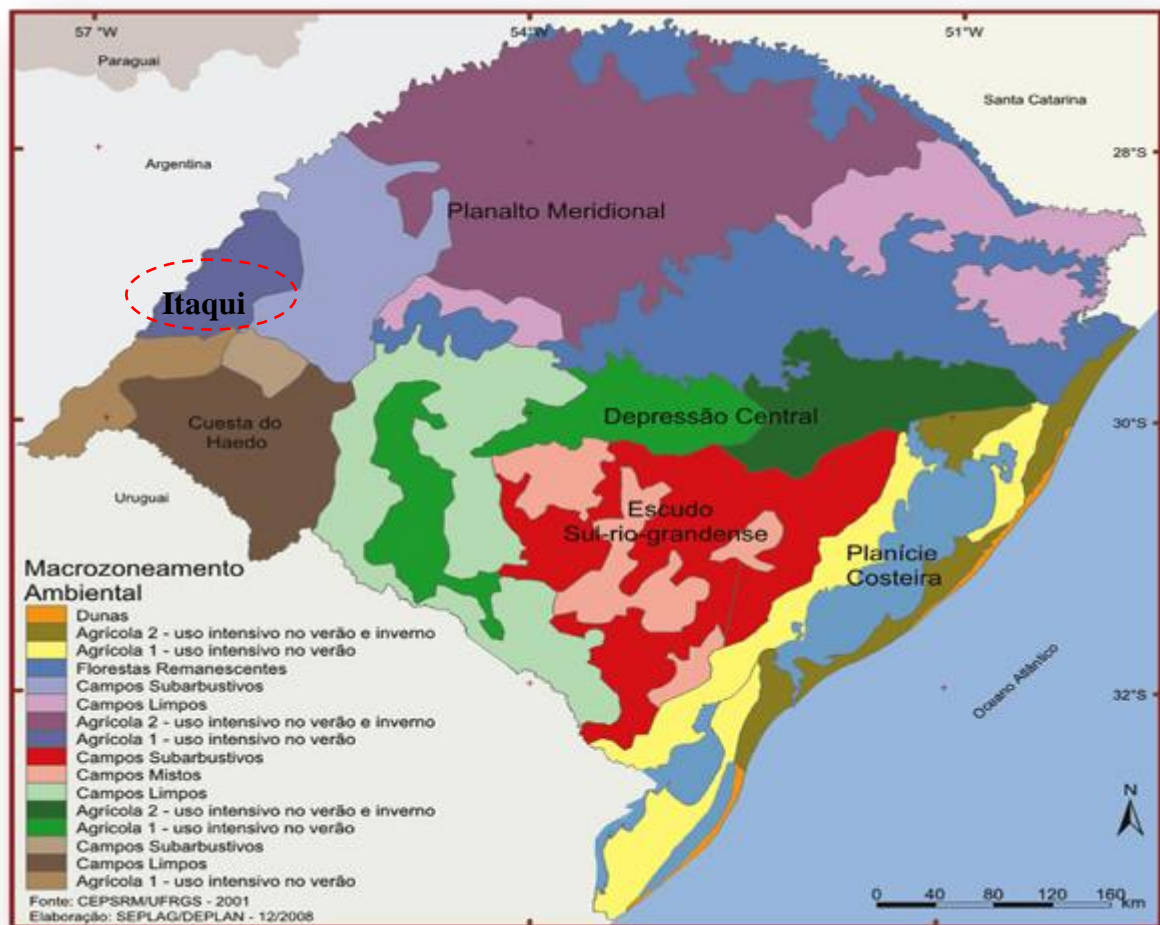 57 °W
54 °W
51°W
Paraguai
Santa Catarina
Argentina
28°S
Planalto Meridional
Itaqui
Cuesta do
Haedo
Depressão Central
30°S
Uruguai
Escudo
Sul-rio-grandense
Planície
Costeira
Oceano Atlântico
32°S
Macrozoneamento
Ambiental
Dunas
Agrícola 2 - uso intensivo no verão e inverno
Agrícola 1 - uso intensivo no verão
Florestas Remanescentes
Campos Subarbustivos
Campos Limpos
Agrícola 2 - uso intensivo no verão e inverno
Agrícola 1 - uso intensivo no verão
Campos Subarbustivos
Campos Mistos
Campos Limpos
Agrícola 2 - uso intensivo no verão e inverno
Agrícola 1 - uso intensivo no verão
Campos Subarbustivos
Campos Limpos
Agrícola 1 - uso intensivo no verão
Fonte: CEPSRM/UFRGS - 2001
Elaboração: SEPLAG/DEPLAN - 12/2008
N
0 40 80 120 160
km